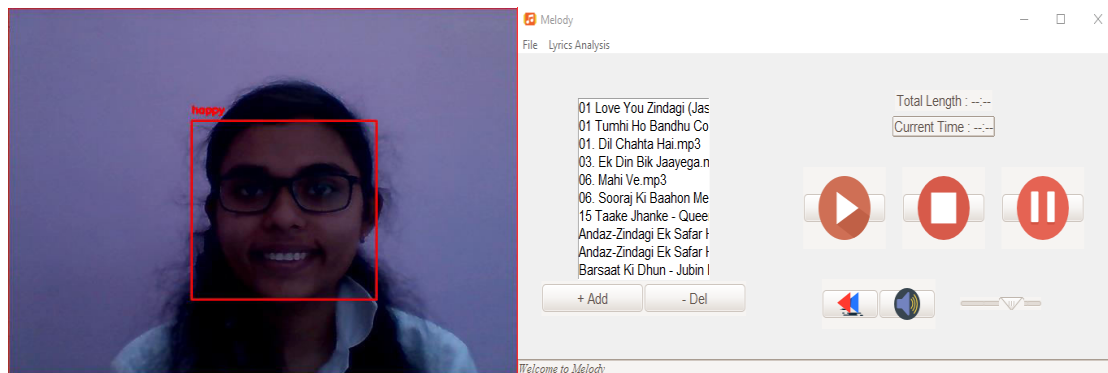 happy
Melody
File Lyrics Analysis
01 Love You Zindagi (Jas
01 Tumhi Ho Bandhu Co
01. Dil Chahta Hai.mp3
03. Ek Din Bik Jaayega.m
06. Mahi Ve.mp3
06. Sooraj Ki Baahon Me
15 Taake Jhanke - Queen
Andaz-Zindagi Ek Safar H
Andaz-Zindagi Ek Safar H
Barsaat Ki Dhun - Jubin
+ Add - Del
Total Length : --:--
Current Time : --:--
Welcome to Melody